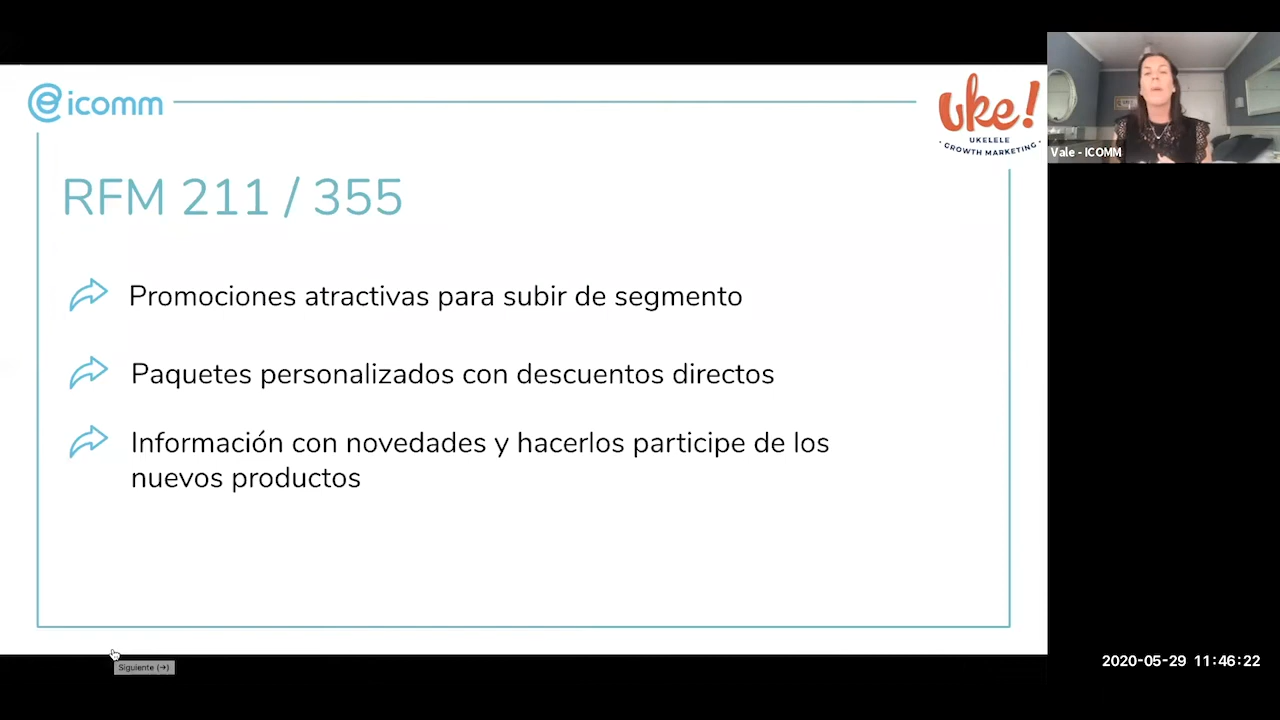 icomm
uke!
UKELELE
GROWTH MARKETING
Vale - ICOMM
RFM 211 / 355
Promociones atractivas para subir de segmento
Paquetes personalizados con descuentos directos
Información con novedades y hacerlos participe de los
nuevos productos
Siguiente (→)
2020-05-29 11:46:22